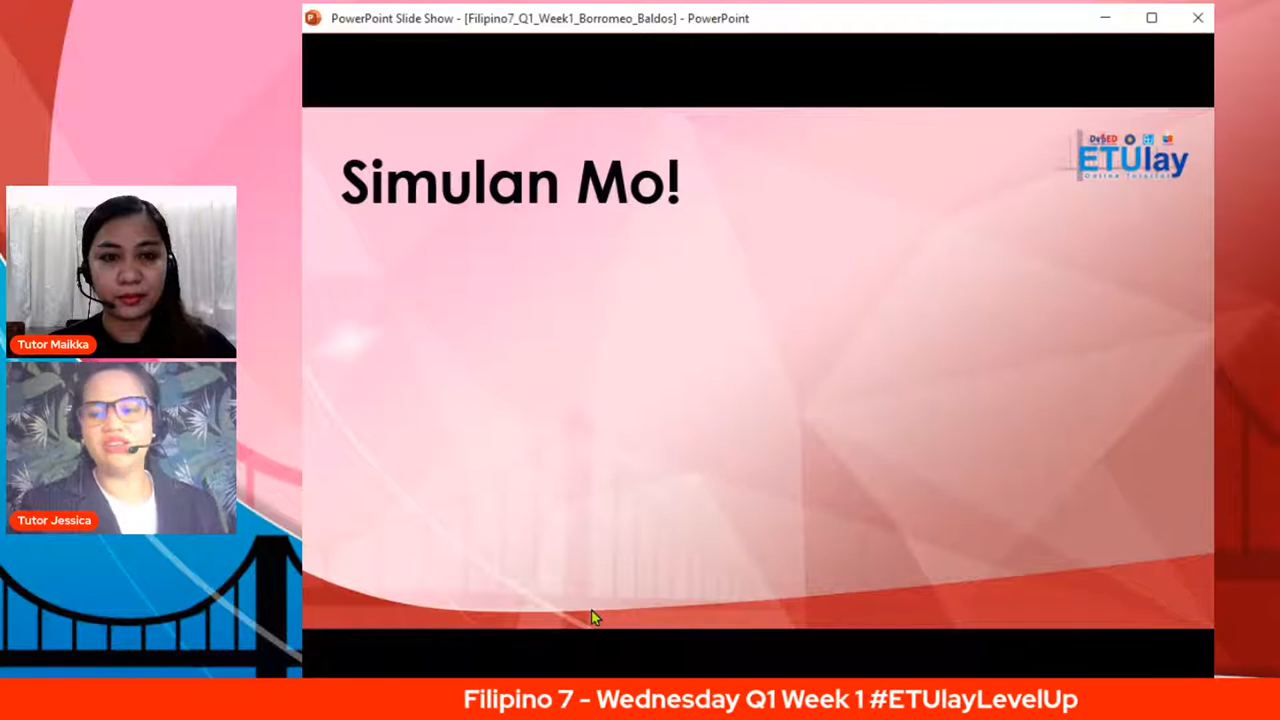 PowerPoint Slide Show - [Filipino7_Q1_Week1_Borromeo_Baldos] - PowerPoint
Simulan Mo!
DepED
ETUlay
Online Tutorial
Tutor Maikka
Tutor Jessica
Filipino 7 - Wednesday Q1 Week 1 #ETUlayLevelUp